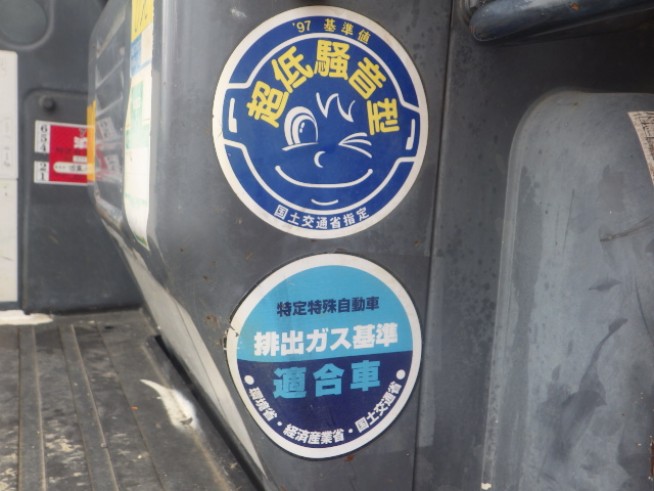 '97 基準値
超低騒音型
国土交通省指定
特定特殊自動車
排出ガス基準
適合車
●環境省・経済産業省・国土交通省●